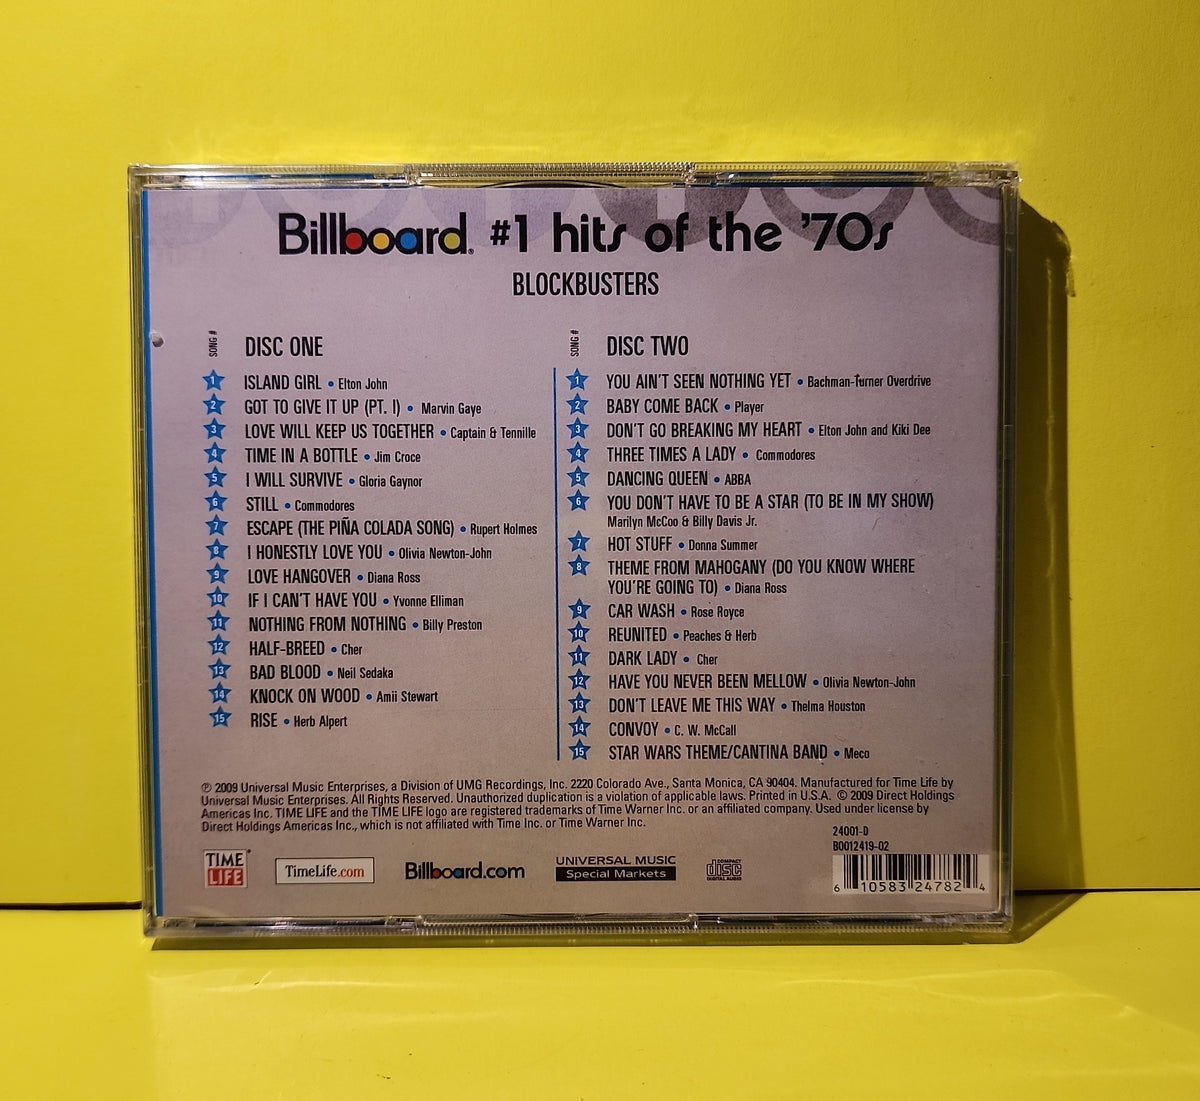 Billboard® #1 hits of the '70s
BLOCKBUSTERS
SONG #
DISC ONE
1 ISLAND GIRL • Elton John
2 GOT TO GIVE IT UP (PT. I) • Marvin Gaye
3 LOVE WILL KEEP US TOGETHER • Captain & Tennille
4 TIME IN A BOTTLE • Jim Croce
5 I WILL SURVIVE • Gloria Gaynor
6 STILL • Commodores
7 ESCAPE (THE PIÑA COLADA SONG) • Rupert Holmes
8 I HONESTLY LOVE YOU • Olivia Newton-John
9 LOVE HANGOVER • Diana Ross
10 IF I CAN'T HAVE YOU • Yvonne Elliman
11 NOTHING FROM NOTHING • Billy Preston
12 HALF-BREED • Cher
13 BAD BLOOD • Neil Sedaka
14 KNOCK ON WOOD • Amii Stewart
15 RISE • Herb Alpert
SONG #
DISC TWO
1 YOU AIN'T SEEN NOTHING YET • Bachman-Turner Overdrive
2 BABY COME BACK • Player
3 DON'T GO BREAKING MY HEART • Elton John and Kiki Dee
4 THREE TIMES A LADY • Commodores
5 DANCING QUEEN • ABBA
6 YOU DON'T HAVE TO BE A STAR (TO BE IN MY SHOW)
Marilyn McCoo & Billy Davis Jr.
7 HOT STUFF • Donna Summer
8 THEME FROM MAHOGANY (DO YOU KNOW WHERE
YOU'RE GOING TO) • Diana Ross
9 CAR WASH • Rose Royce
10 REUNITED • Peaches & Herb
11 DARK LADY • Cher
12 HAVE YOU NEVER BEEN MELLOW • Olivia Newton-John
13 DON'T LEAVE ME THIS WAY • Thelma Houston
14 CONVOY • C. W. McCall
15 STAR WARS THEME/CANTINA BAND • Meco
℗ 2009 Universal Music Enterprises, a Division of UMG Recordings, Inc. 2220 Colorado Ave., Santa Monica, CA 90404. Manufactured for Time Life by
Universal Music Enterprises. All Rights Reserved. Unauthorized duplication is a violation of applicable laws. Printed in U.S.A. © 2009 Direct Holdings
Americas Inc. TIME LIFE and the TIME LIFE logo are registered trademarks of Time Warner Inc. or an affiliated company. Used under license by
Direct Holdings Americas Inc., which is not affiliated with Time Inc. or Time Warner Inc.
24001-D
B0012419-02
TIME
LIFE
TimeLife.com
Billboard.com
UNIVERSAL MUSIC
Special Markets
COMPACT
disc
DIGITAL AUDIO
6 10583 24782 4